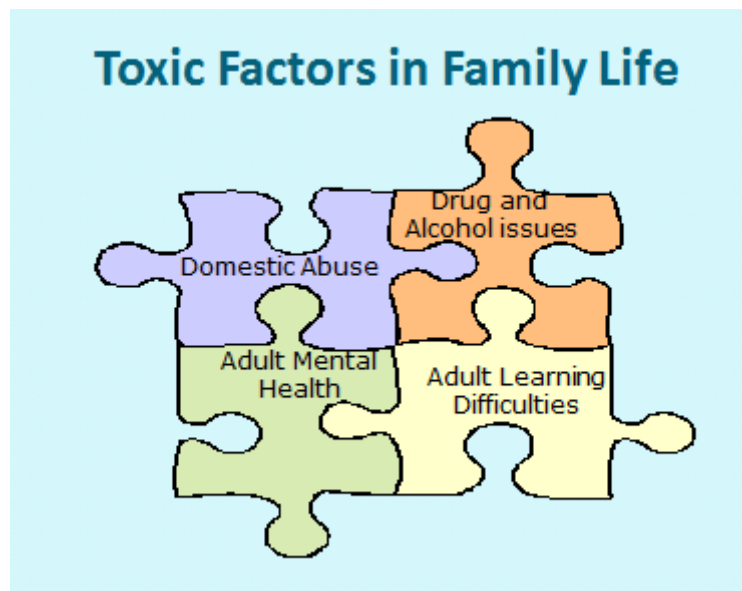 Toxic Factors in Family Life
Drug and
Alcohol issues
Domestic Abuse
Adult Mental
Health
Adult Learning
Difficulties